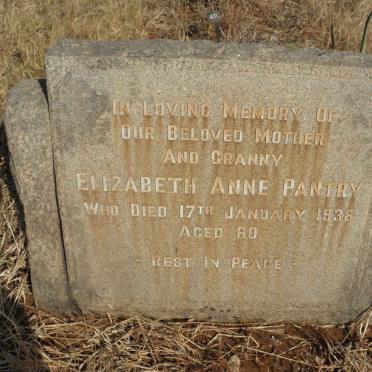 IN LOVING MEMORY OF
OUR BELOVED MOTHER
AND GRANNY
ELIZABETH ANNE PANTRY
WHO DIED 17TH JANUARY 1938
AGED 60
- REST IN PEACE -